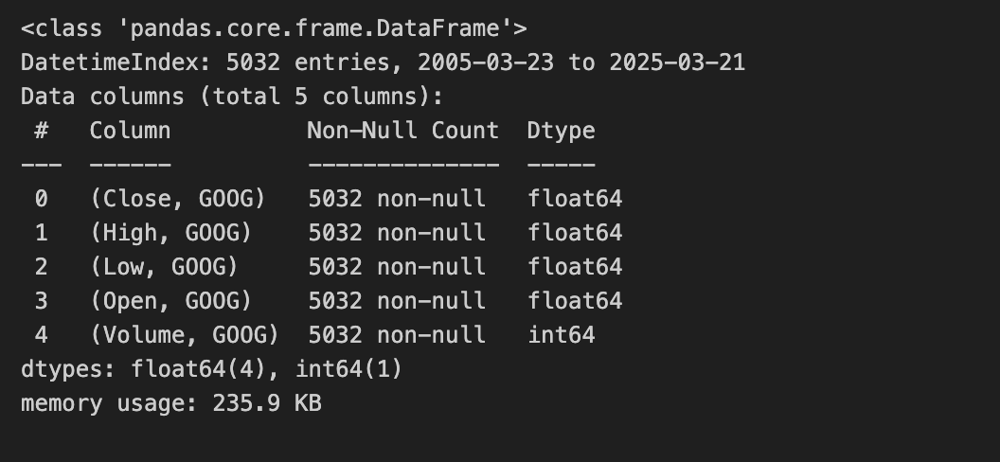 <class 'pandas.core.frame.DataFrame'>
DatetimeIndex: 5032 entries, 2005-03-23 to 2025-03-21
Data columns (total 5 columns):
 #   Column          Non-Null Count  Dtype
---  ------          --------------  -----
 0   (Close, GOOG)   5032 non-null   float64
 1   (High, GOOG)    5032 non-null   float64
 2   (Low, GOOG)     5032 non-null   float64
 3   (Open, GOOG)    5032 non-null   float64
 4   (Volume, GOOG)  5032 non-null   int64
dtypes: float64(4), int64(1)
memory usage: 235.9 KB